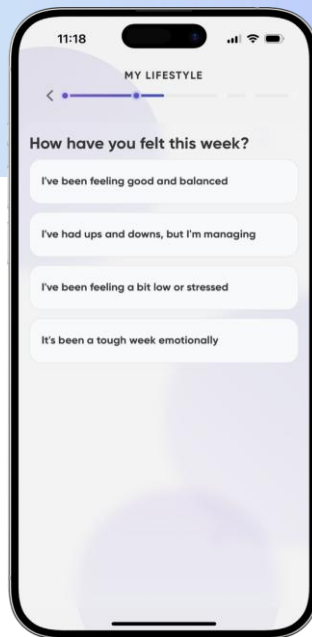 11:18
MY LIFESTYLE
How have you felt this week?
I've been feeling good and balanced
I've had ups and downs, but I'm managing
I've been feeling a bit low or stressed
It's been a tough week emotionally